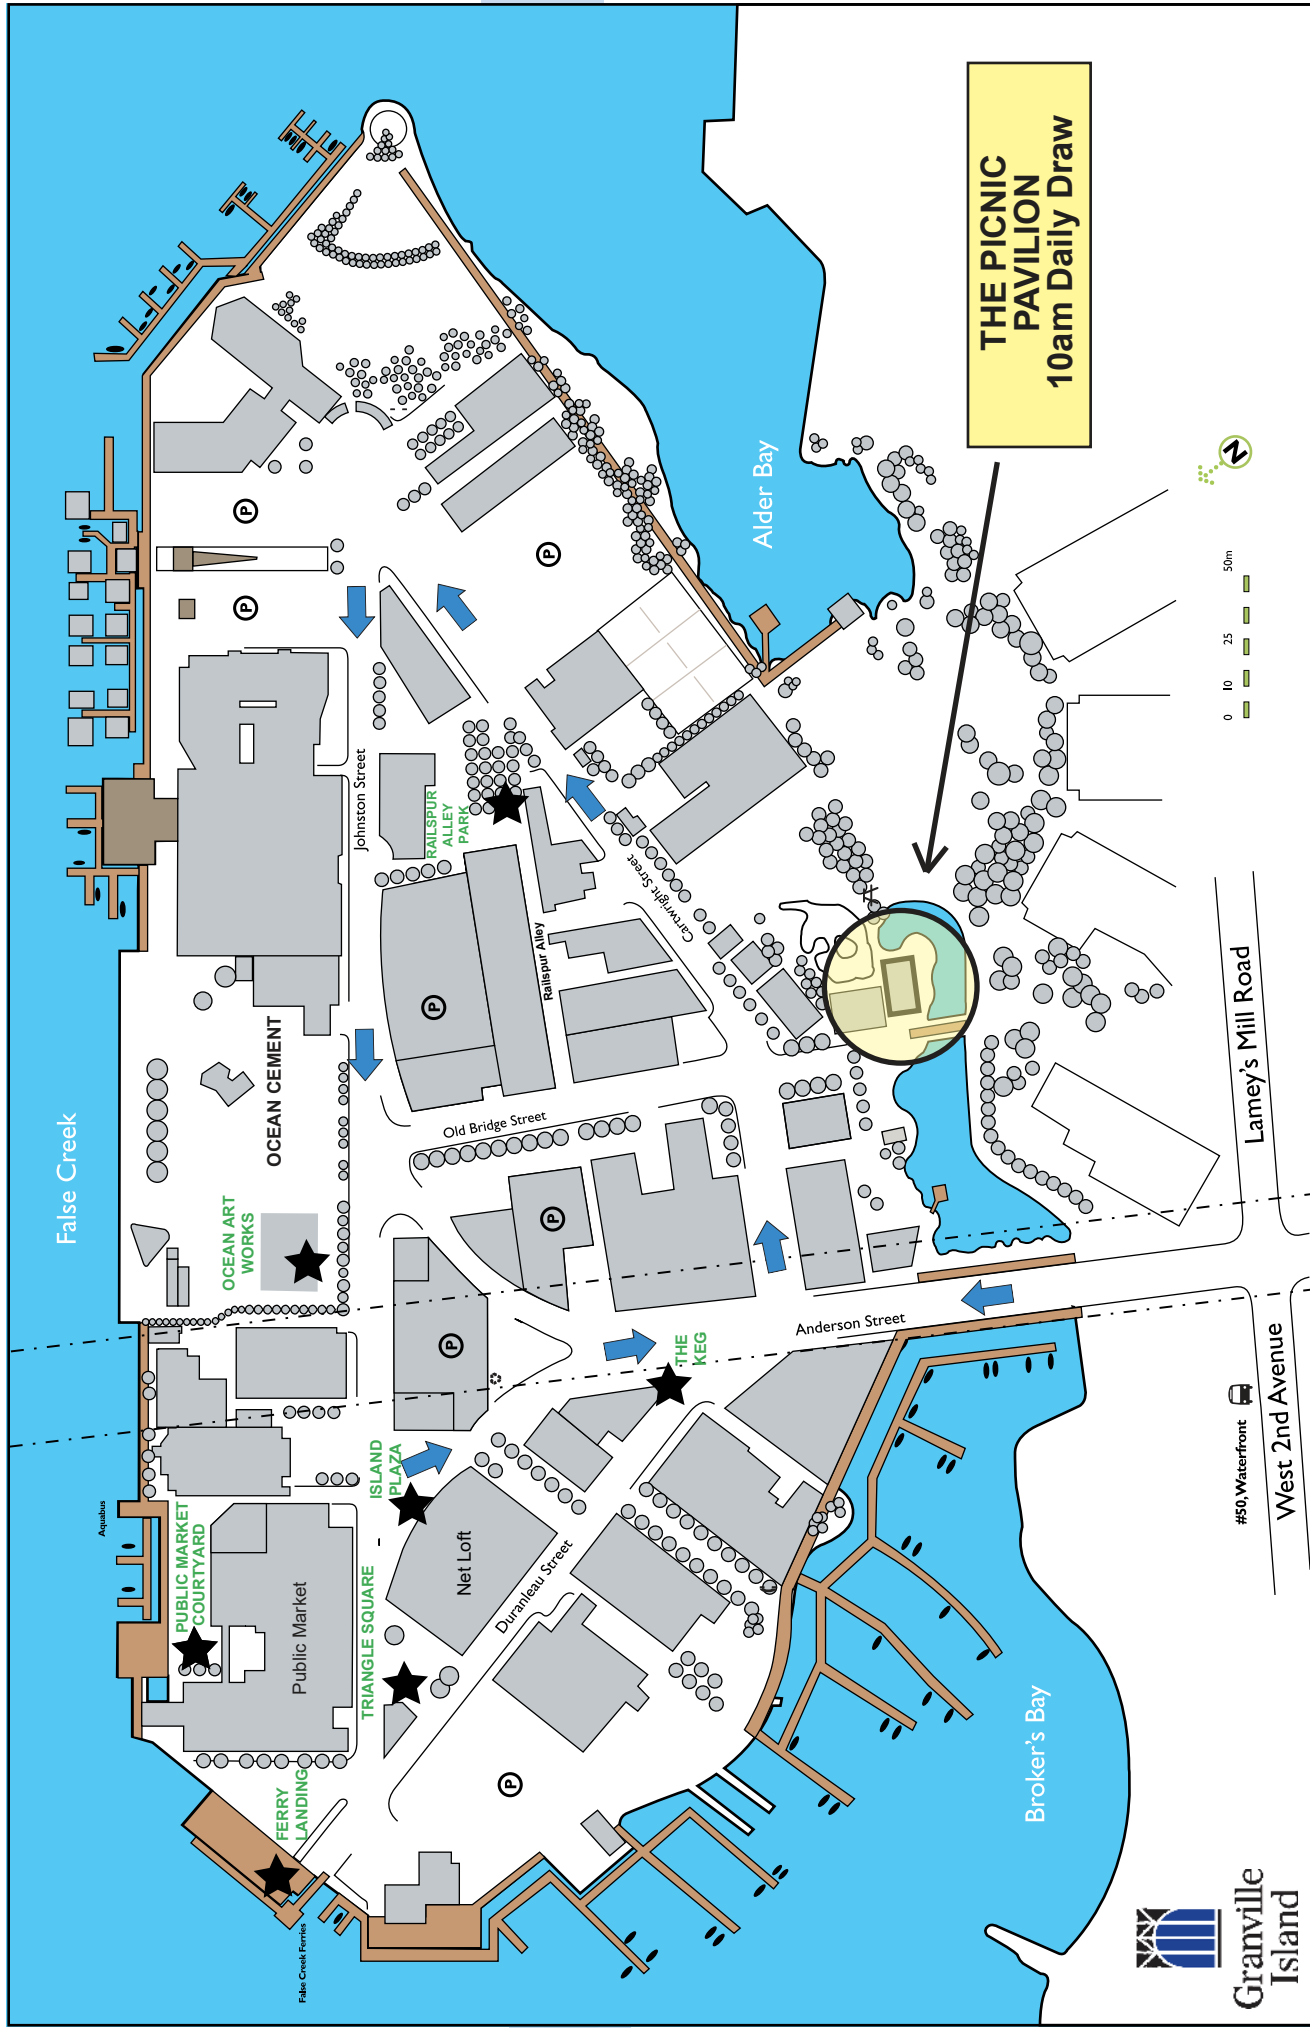 THE PICNIC
PAVILION
10am Daily Draw
False Creek
Alder Bay
Broker's Bay
N
0 10 25 50m
P
P
P
P
P
P
P
Johnston Street
RAILSPUR
ALLEY
PARK
Cartwright Street
Railspur Alley
OCEAN CEMENT
Old Bridge Street
OCEAN ART
WORKS
Lamey's Mill Road
Anderson Street
THE
KEG
West 2nd Avenue
#50,Waterfront
ISLAND
PLAZA
Aquabus
PUBLIC MARKET
COURTYARD
Public Market
Net Loft
Duranleau Street
TRIANGLE SQUARE
FERRY
LANDING
False Creek Ferries
Granville
Island